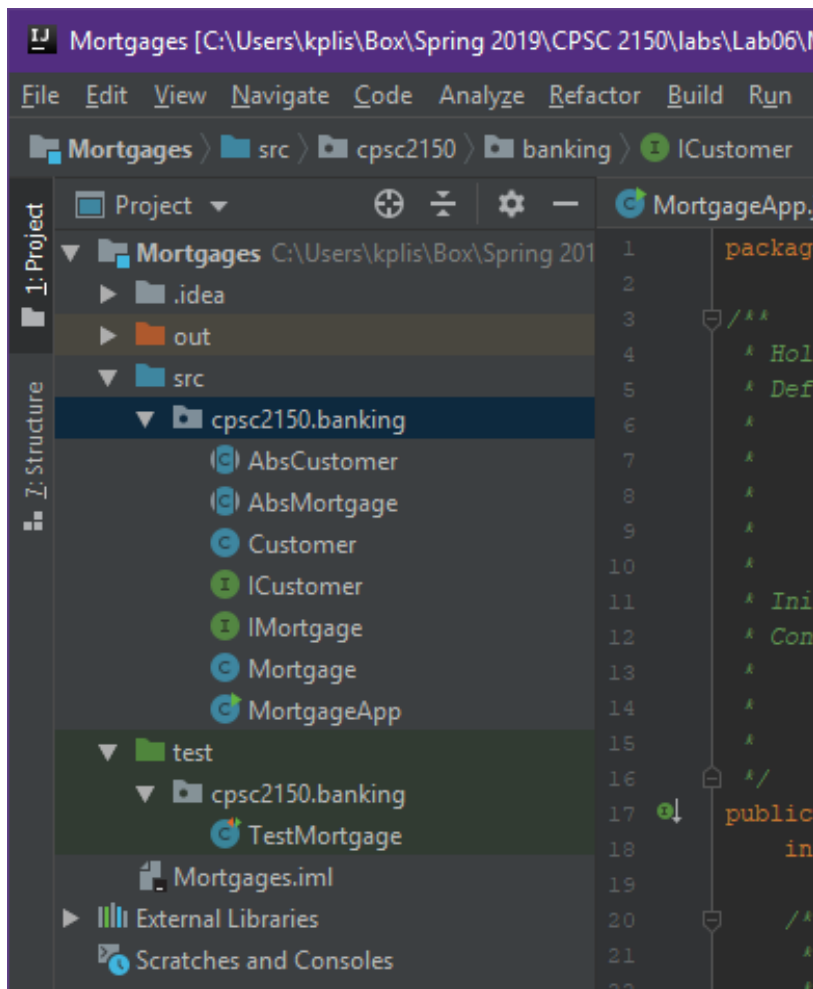 IJ Mortgages [C:\Users\kplis\Box\Spring 2019\CPSC 2150\labs\Lab06\
File Edit View Navigate Code Analyze Refactor Build Run
Mortgages src cpsc2150 banking I ICustomer
1: Project
7: Structure
Project
Mortgages C:\Users\kplis\Box\Spring 201
.idea
out
src
cpsc2150.banking
C AbsCustomer
C AbsMortgage
C Customer
I ICustomer
I IMortgage
C Mortgage
C MortgageApp
test
cpsc2150.banking
C TestMortgage
Mortgages.iml
External Libraries
Scratches and Consoles
C MortgageApp.
1 packag
2
3 /**
4 * Hol
5 * Def
6 *
7 *
8 *
9 *
10 *
11 * Ini
12 * Con
13 *
14 *
15 *
16 */
17 public
18 in
19
20 /*
21 *
22 *